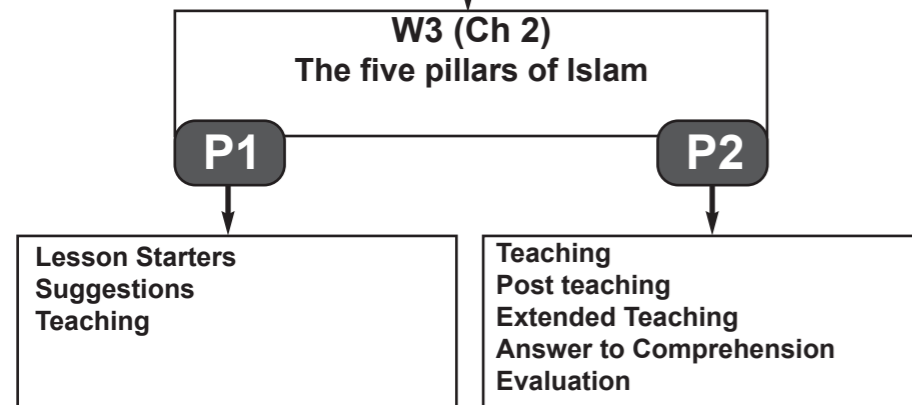 W3 (Ch 2)
The five pillars of Islam
P1
P2
Lesson Starters
Suggestions
Teaching
Teaching
Post teaching
Extended Teaching
Answer to Comprehension
Evaluation